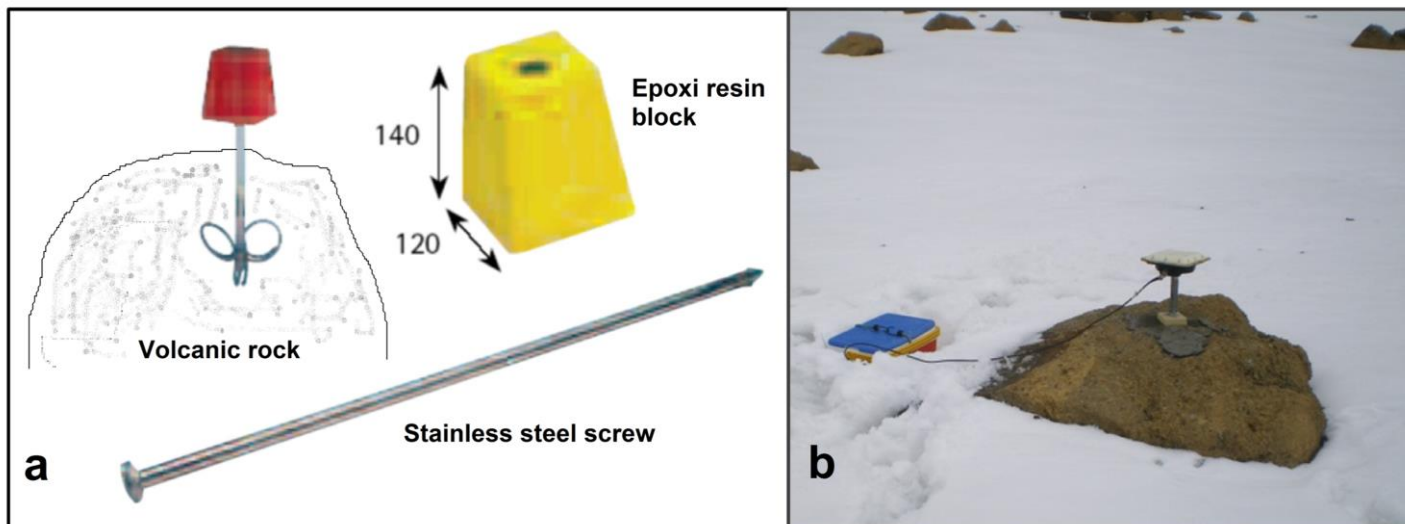 Epoxi resin
block
140
120
Volcanic rock
Stainless steel screw
a
b